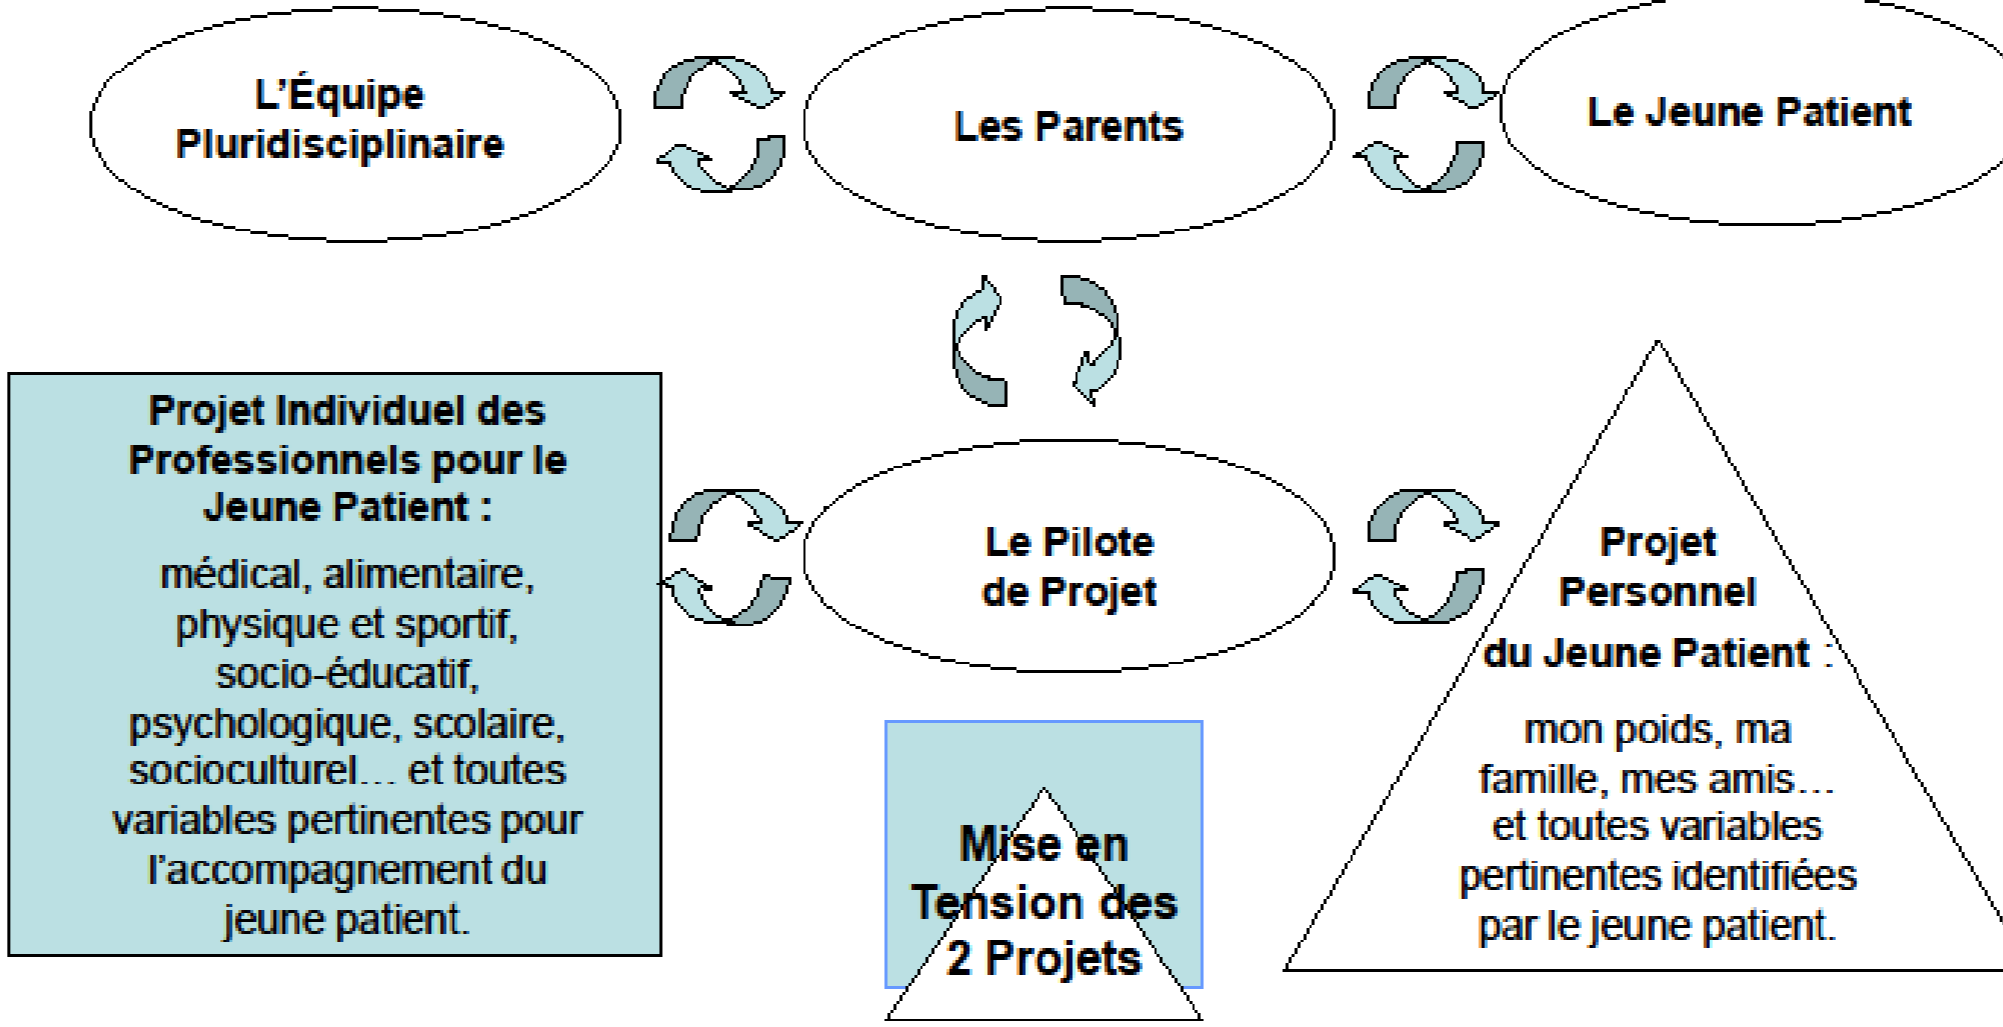 L’Équipe
Pluridisciplinaire
Les Parents
Le Jeune Patient
Projet Individuel des
Professionnels pour le
Jeune Patient :
médical, alimentaire,
physique et sportif,
socio-éducatif,
psychologique, scolaire,
socioculturel… et toutes
variables pertinentes pour
l’accompagnement du
jeune patient.
Le Pilote
de Projet
Mise en
Tension des
2 Projets
Projet
Personnel
du Jeune Patient :
mon poids, ma
famille, mes amis…
et toutes variables
pertinentes identifiées
par le jeune patient.